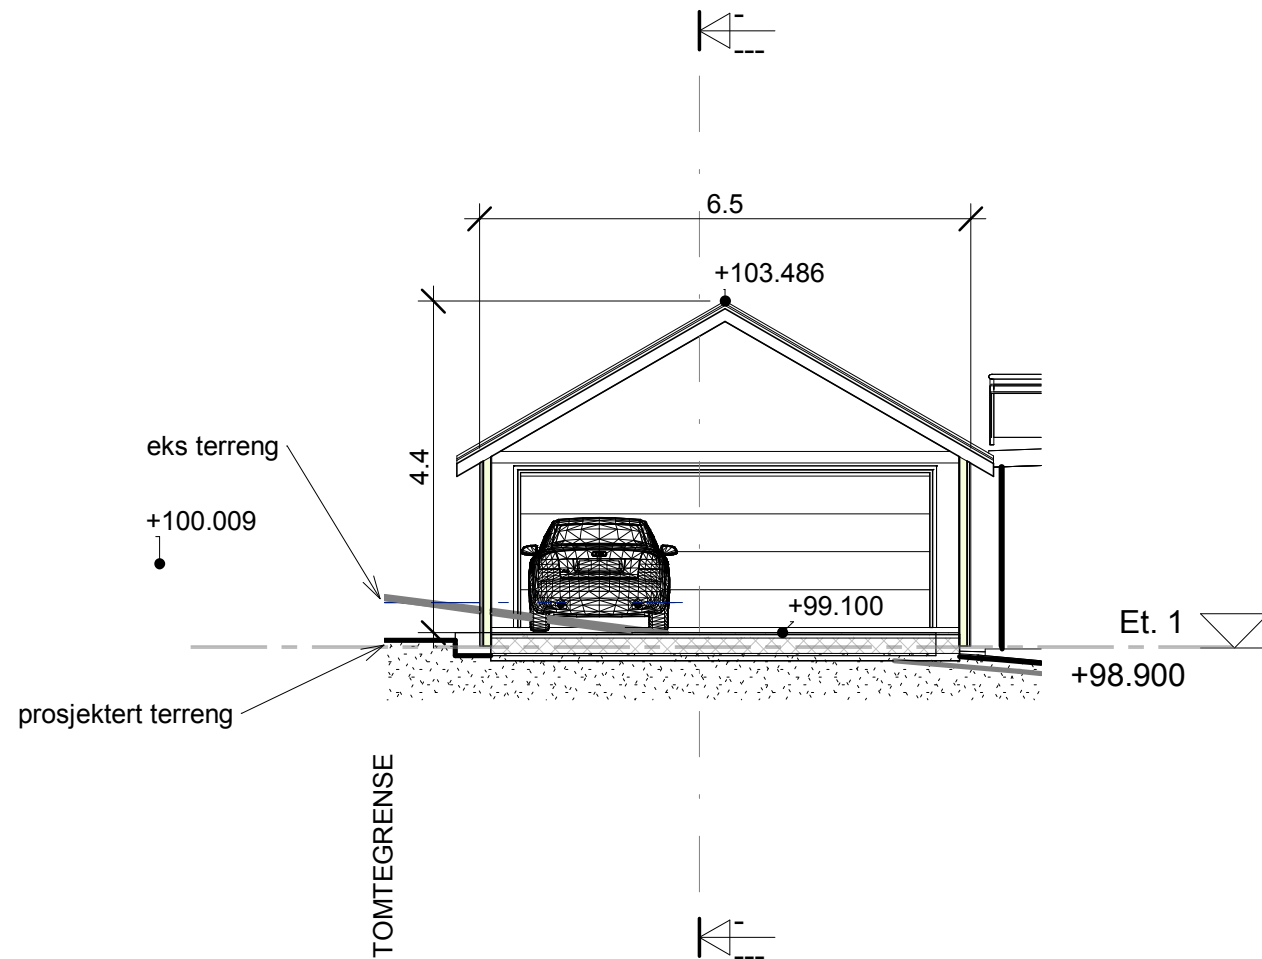 -
---
6.5
+103.486
4.4
eks terreng
+100.009
+99.100
Et. 1
+98.900
prosjektert terreng
TOMTEGRENSE
-
---